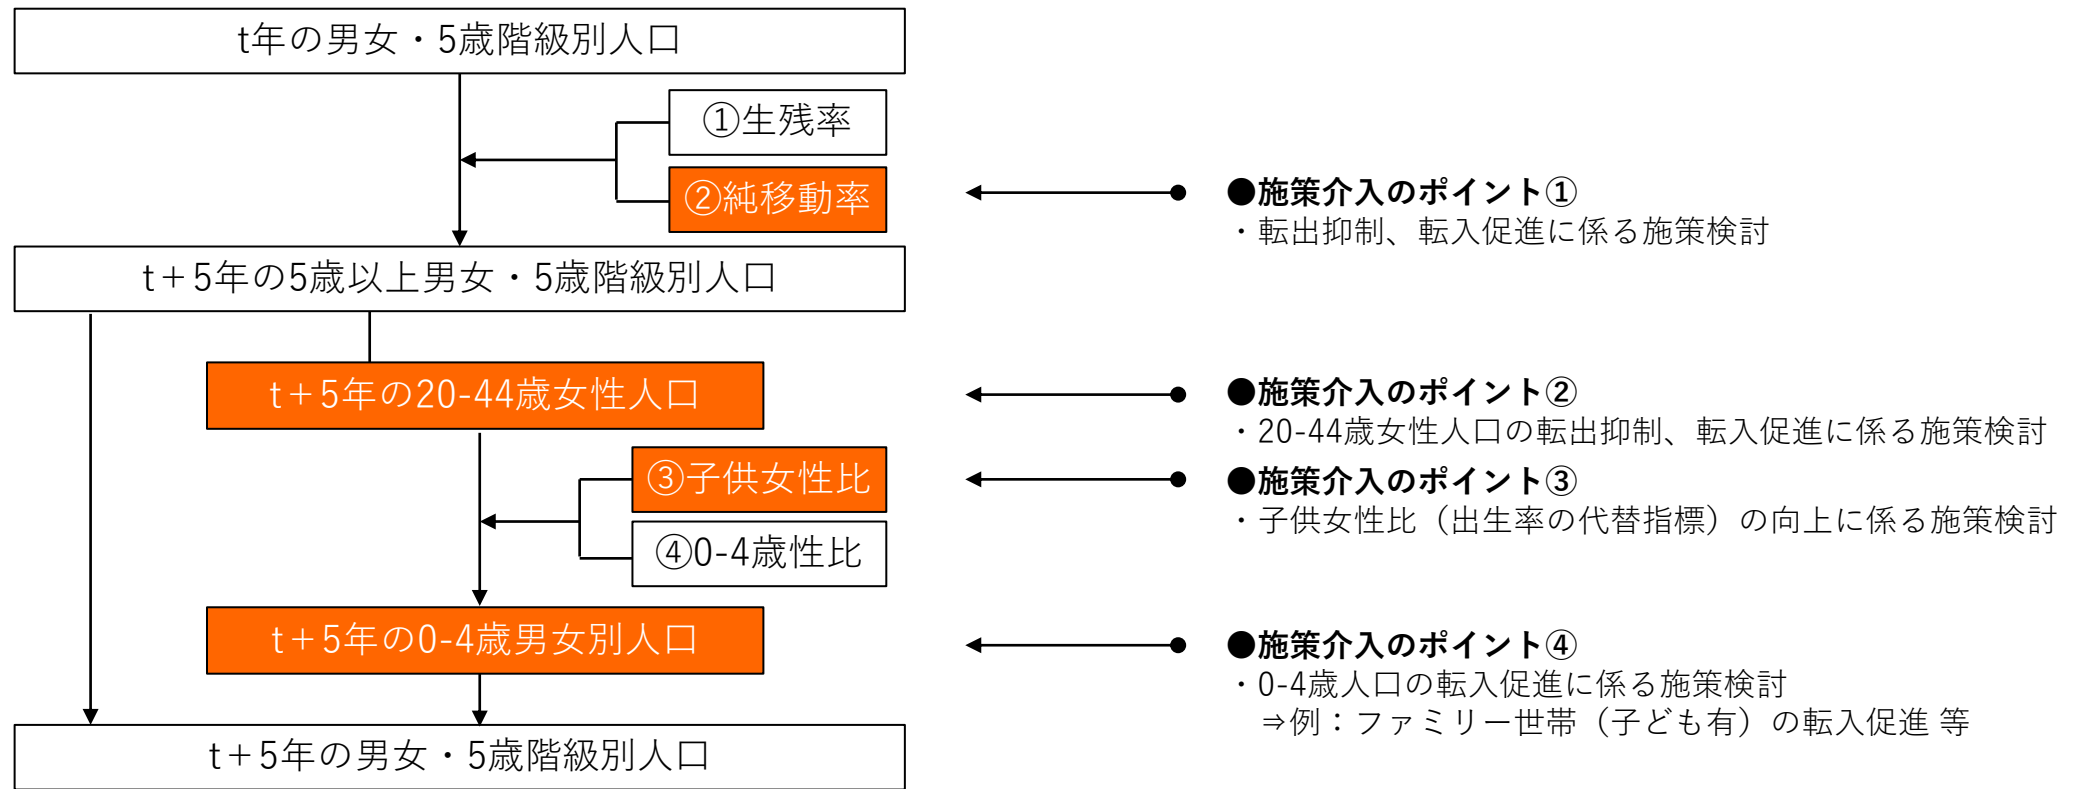 t年の男女・5歳階級別人口
①生残率
②純移動率
●施策介入のポイント①
・転出抑制、転入促進に係る施策検討
t＋5年の5歳以上男女・5歳階級別人口
t＋5年の20-44歳女性人口
●施策介入のポイント②
・20-44歳女性人口の転出抑制、転入促進に係る施策検討
③子供女性比
●施策介入のポイント③
・子供女性比（出生率の代替指標）の向上に係る施策検討
④0-4歳性比
t＋5年の0-4歳男女別人口
●施策介入のポイント④
・0-4歳人口の転入促進に係る施策検討
⇒例：ファミリー世帯（子ども有）の転入促進 等
t＋5年の男女・5歳階級別人口